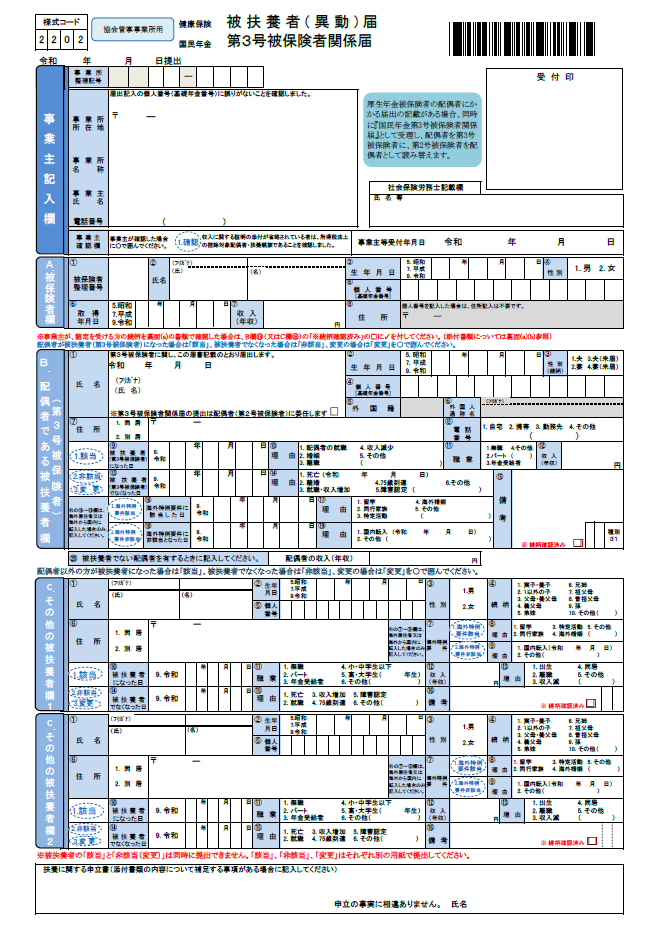 様式コード
2 2 0 2
協会管掌事業所用
健康保険
国民年金
被扶養者(異動)届
第3号被保険者関係届
令和 年 月 日提出
事業主記入欄
事業所整理記号 ―
届出記入の個人番号(基礎年金番号)に誤りがないことを確認しました。
事業所所在地
〒 ―
事業所名称
事業主氏名
電話番号 ( )
厚生年金被保険者の配偶者にかかる届出の記載がある場合、同時に『国民年金第3号被保険者関係届』として受理し、配偶者を第3号被保険者に、第2号被保険者を配偶者として読み替えます。
受付印
社会保険労務士記載欄
氏名等
事業主確認欄
事業主が確認した場合に○で囲んでください。
1.確認
収入に関する証明の添付が省略されている者は、所得税法上の控除対象配偶者・扶養親族であることを確認しました。
事業主等受付年月日 令和 年 月 日
A.被保険者欄
① 被保険者整理番号
② 氏名 (フリガナ) (氏) (名)
③ 生年月日 5.昭和 7.平成 9.令和 年 月 日
④ 性別 1.男 2.女
⑤ 個人番号(基礎年金番号)
⑥ 取得年月日 5.昭和 7.平成 9.令和 年 月 日
⑦ 収入(年収) 円
⑧ 住所
個人番号を記入した場合は、住所記入は不要です。
〒 ―
※事業主が、認定を受ける方の続柄を裏面(a)の書類で確認した場合は、B欄⑲(又はC欄⑯)の「※続柄確認済み」の□に✓を付してください。(添付書類については裏面(a)(b)参照)
配偶者が被扶養者(第3号被保険者)になった場合は「該当」、被扶養者でなくなった場合は「非該当」、変更の場合は「変更」を○で囲んでください。
B.配偶者である被扶養者欄
(第3号被保険者)
第3号被保険者に関し、この届書記載のとおり届出します。
令和 年 月 日
① 氏名 (フリガナ) (氏) (名)
※第3号被保険者関係届の提出は配偶者(第2号被保険者)に委任します □
② 生年月日 5.昭和 7.平成 9.令和 年 月 日
③ 性別(続柄) 1.夫 3.夫(未届) 2.妻 4.妻(未届)
④ 個人番号(基礎年金番号)
⑤ 外国籍
⑥ 外国人通称名 (フリガナ)
⑦ 住所 1.同居 2.別居
〒 ―
⑧ 電話番号 1.自宅 2.携帯 3.勤務先 4.その他
( )
1.該当
2.非該当
3.変更
⑨ 被扶養者(第3号被保険者)になった日 9.令和 年 月 日
⑩ 理由 1.配偶者の就職 4.収入減少
2.婚姻 5.その他
3.離職 ( )
⑪ 職業 1.無職 4.その他
2.パート ( )
3.年金受給者
⑫ 収入(年収) 円
⑬ 被扶養者(第3号被保険者)でなくなった日 9.令和 年 月 日
⑭ 理由 1.死亡(令和 年 月 日)
2.離婚 4.75歳到達 6.その他
3.就職・収入増加 5.障害認定 ( )
⑮ 備考
1.海外特例要件該当
2.海外特例要件非該当
⑯ 海外特例要件に該当した日 9.令和 年 月 日
⑰ 理由 1.留学 4.海外婚姻
2.同行家族 5.その他
3.特定活動 ( )
海外特例要件に非該当となった日 9.令和 年 月 日
理由 1.国内転入(令和 年 月 日)
2.その他( )
※続柄確認済み □
種別 31
⑳ 被扶養者でない配偶者を有するときに記入してください。
配偶者の収入(年収) 円
配偶者以外の方が被扶養者になった場合は「該当」、被扶養者でなくなった場合は「非該当」、変更の場合は「変更」を○で囲んでください。
C.その他の被扶養者欄1
① 氏名 (フリガナ) (氏) (名)
② 生年月日 5.昭和 7.平成 9.令和 年 月 日
③ 性別 1.男 2.女
④ 続柄 1.実子・養子 6.兄姉
2.1以外の子 7.祖父母
3.父母・養父母 8.曽祖父母
4.義父母 9.孫
5.弟妹 10.その他( )
⑤ 個人番号
⑥ 住所 1.同居 2.別居
〒 ―
⑦ 海外特例要件 1.海外特例要件該当
2.海外特例要件非該当
⑧ 理由 1.留学 3.特定活動 5.その他
2.同行家族 4.海外婚姻 ( )
⑨ 理由 1.国内転入(令和 年 月 日)
2.その他( )
1.該当
2.非該当
3.変更
⑩ 被扶養者になった日 9.令和 年 月 日
⑪ 職業 1.無職 4.小・中学生以下
2.パート 5.高・大学生( 年生)
3.年金受給者 6.その他( )
⑫ 収入(年収) 円
⑬ 理由 1.出生 4.同居
2.離職 5.その他
3.収入減 ( )
⑭ 被扶養者でなくなった日 9.令和 年 月 日
⑮ 理由 1.死亡 3.収入増加 5.障害認定
2.就職 4.75歳到達 6.その他( )
⑯ 備考
※続柄確認済み □
C.その他の被扶養者欄2
① 氏名 (フリガナ) (氏) (名)
② 生年月日 5.昭和 7.平成 9.令和 年 月 日
③ 性別 1.男 2.女
④ 続柄 1.実子・養子 6.兄姉
2.1以外の子 7.祖父母
3.父母・養父母 8.曽祖父母
4.義父母 9.孫
5.弟妹 10.その他( )
⑤ 個人番号
⑥ 住所 1.同居 2.別居
〒 ―
⑦ 海外特例要件 1.海外特例要件該当
2.海外特例要件非該当
⑧ 理由 1.留学 3.特定活動 5.その他
2.同行家族 4.海外婚姻 ( )
⑨ 理由 1.国内転入(令和 年 月 日)
2.その他( )
1.該当
2.非該当
3.変更
⑩ 被扶養者になった日 9.令和 年 月 日
⑪ 職業 1.無職 4.小・中学生以下
2.パート 5.高・大学生( 年生)
3.年金受給者 6.その他( )
⑫ 収入(年収) 円
⑬ 理由 1.出生 4.同居
2.離職 5.その他
3.収入減 ( )
⑭ 被扶養者でなくなった日 9.令和 年 月 日
⑮ 理由 1.死亡 3.収入増加 5.障害認定
2.就職 4.75歳到達 6.その他( )
⑯ 備考
※続柄確認済み □
※被扶養者の「該当」と「非該当(変更)」は同時に提出できません。「該当」、「非該当」、「変更」はそれぞれ別の用紙で提出してください。
扶養に関する申立書(添付書類の内容について補足する事項がある場合に記入してください)
申立の事実に相違ありません。 氏名